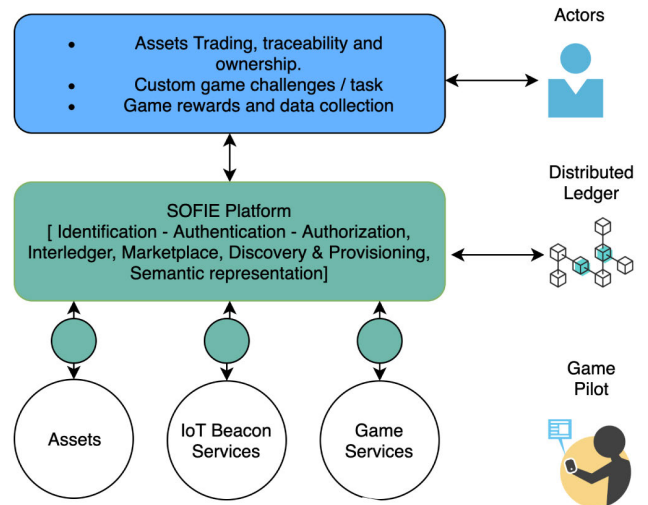 Actors
• Assets Trading, traceability and
ownership.
• Custom game challenges / task
• Game rewards and data collection
Distributed
Ledger
SOFIE Platform
[ Identification - Authentication - Authorization,
Interledger, Marketplace, Discovery & Provisioning,
Semantic representation]
Game
Pilot
Assets
IoT Beacon
Services
Game
Services